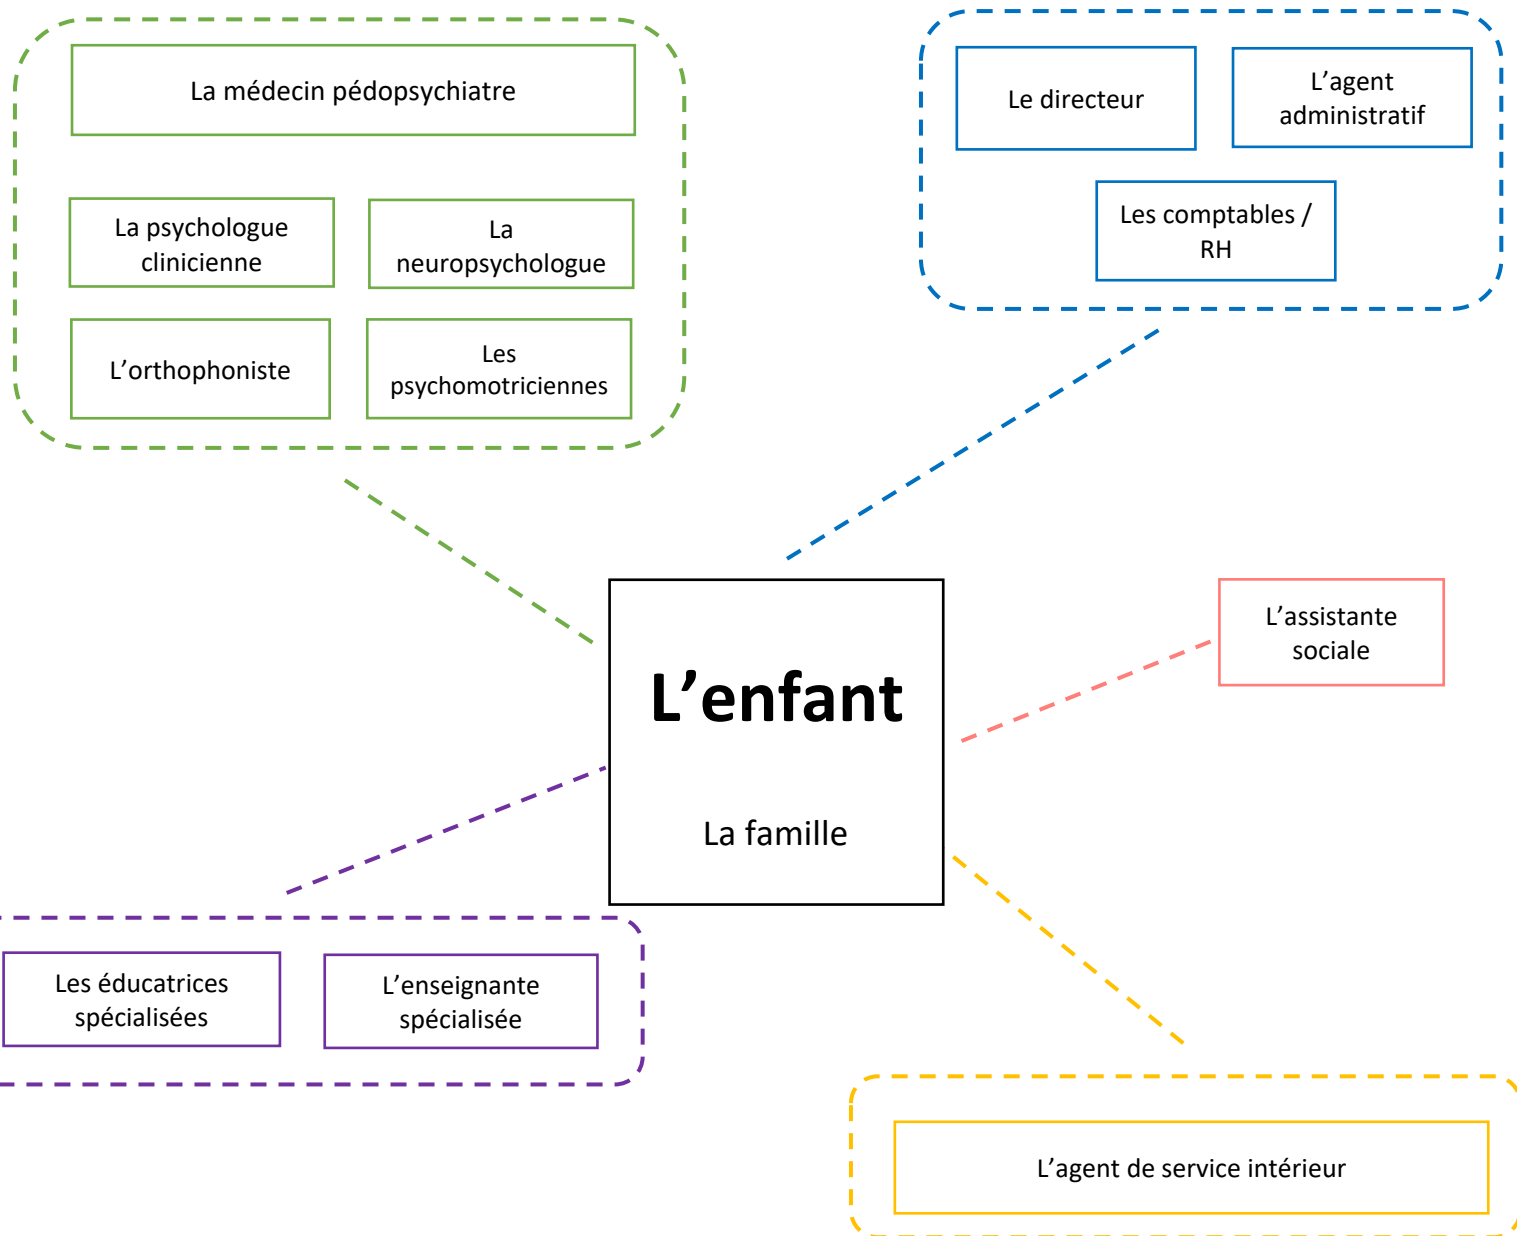 La médecin pédopsychiatre
La psychologue
clinicienne
La
neuropsychologue
L’orthophoniste
Les
psychomotriciennes
Le directeur
L’agent
administratif
Les comptables /
RH
L’enfant
La famille
L’assistante
sociale
Les éducatrices
spécialisées
L’enseignante
spécialisée
L’agent de service intérieur